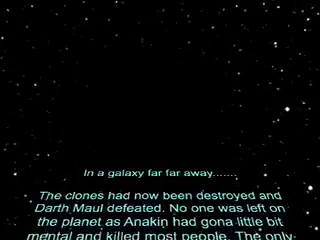 In a galaxy far far away.......
The clones had now been destroyed and
Darth Maul defeated. No one was left on
the planet as Anakin had gona little bit
mental and killed most people. The only